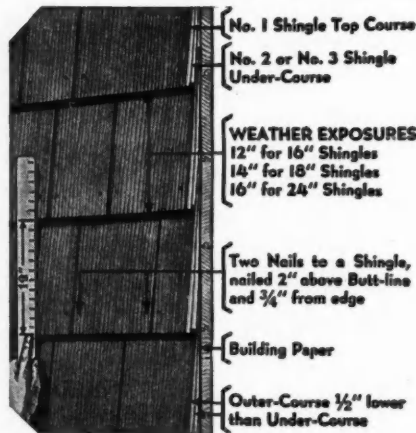 No. 1 Shingle Top Course
No. 2 or No. 3 Shingle
Under-Course
WEATHER EXPOSURES
12" for 16" Shingles
14" for 18" Shingles
16" for 24" Shingles
12"
Two Nails to a Shingle,
nailed 2" above Butt-line
and 3/4" from edge
Building Paper
Outer-Course 1/2" lower
than Under-Course